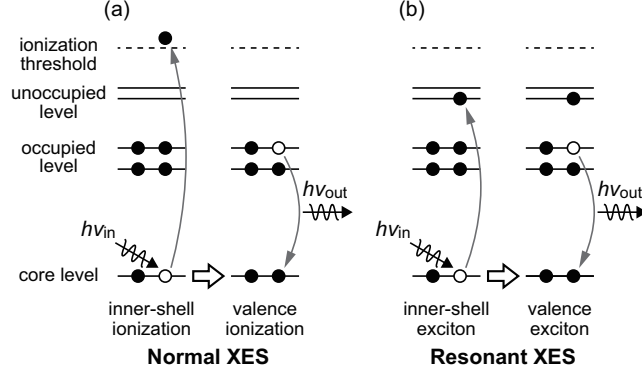 (a)
(b)
ionization
threshold
unoccupied
level
occupied
level
hνout
hνout
hνin
hνin
core level
inner-shell
ionization
valence
ionization
inner-shell
exciton
valence
exciton
Normal XES
Resonant XES